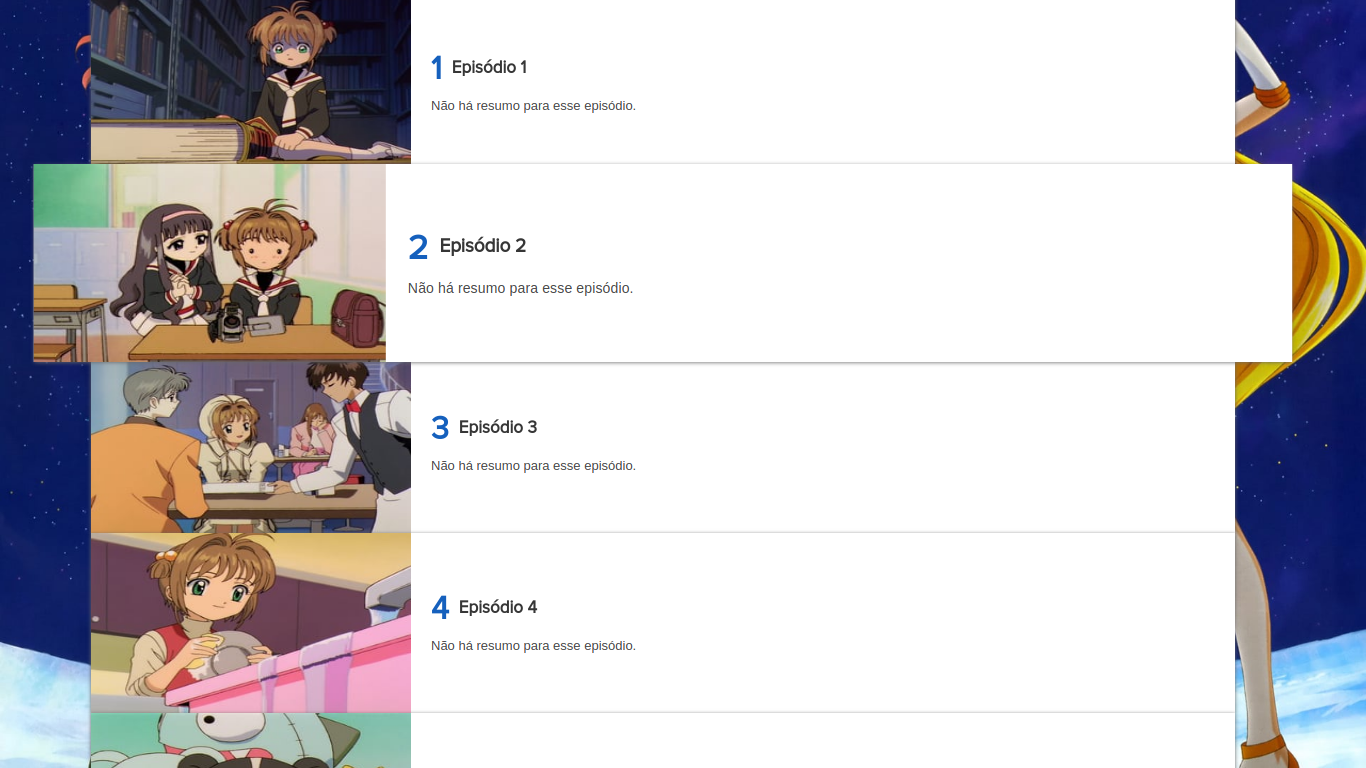 1 Episódio 1
Não há resumo para esse episódio.
2 Episódio 2
Não há resumo para esse episódio.
3 Episódio 3
Não há resumo para esse episódio.
4 Episódio 4
Não há resumo para esse episódio.